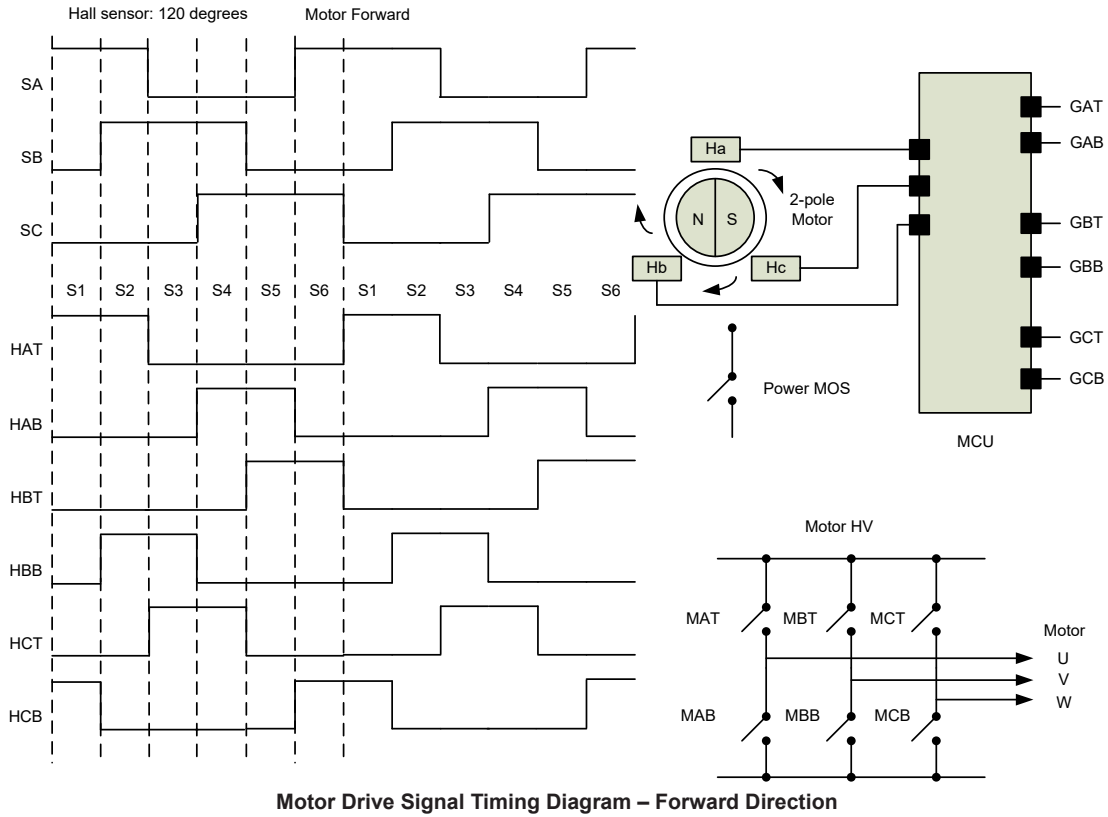 Hall sensor: 120 degrees
Motor Forward
SA
SB
SC
S1 S2 S3 S4 S5 S6 S1 S2 S3 S4 S5 S6
HAT
HAB
HBT
HBB
HCT
HCB
Ha
N S
2-pole
Motor
Hb
Hc
Power MOS
GAT
GAB
GBT
GBB
GCT
GCB
MCU
Motor HV
MAT MBT MCT
Motor
U
V
W
MAB MBB MCB
Motor Drive Signal Timing Diagram – Forward Direction